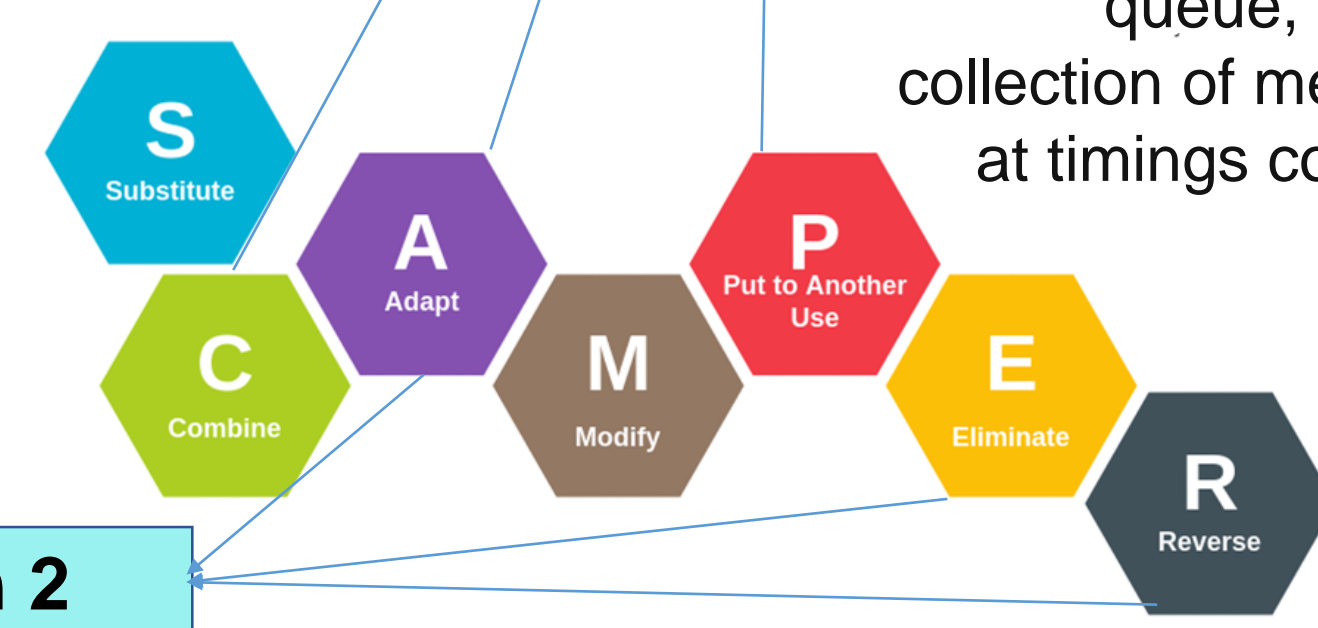 queue,
collection of me
at timings co
S
Substitute
A
Adapt
P
Put to Another
Use
C
Combine
M
Modify
E
Eliminate
R
Reverse
2